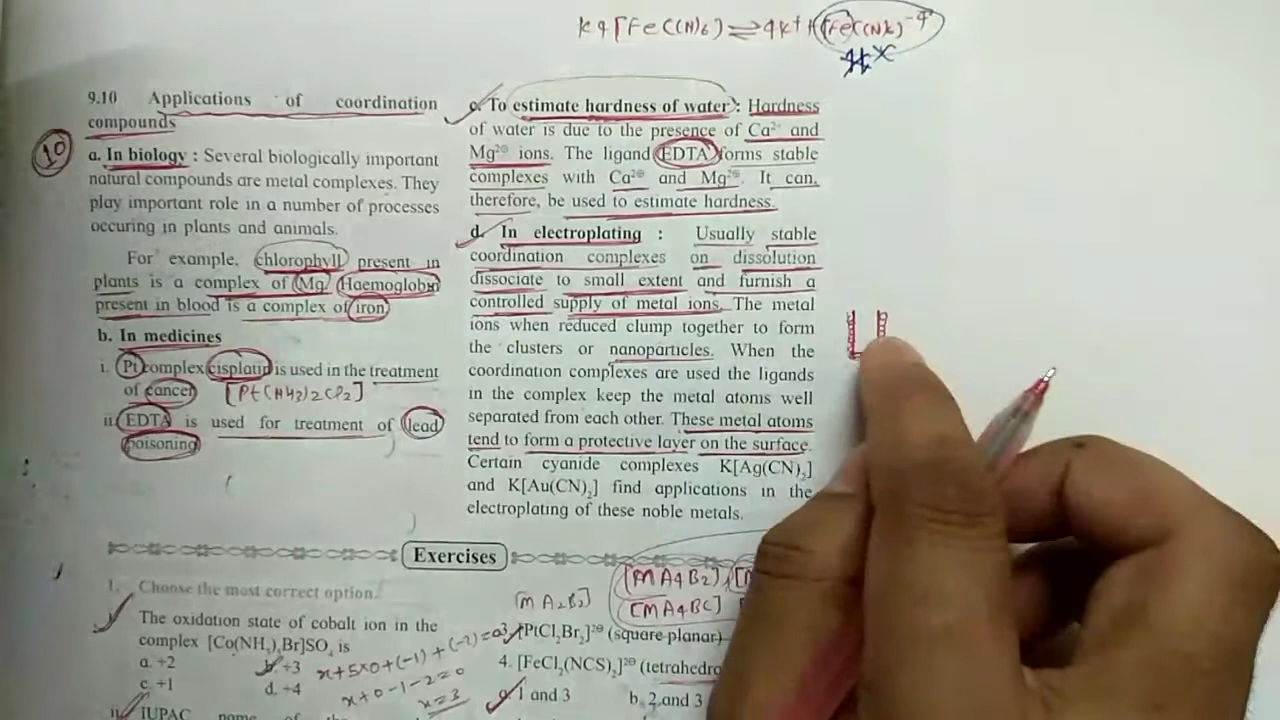 K4[Fe(CN)6] ⇌ 4K⁺ + [Fe(CN)6]⁻⁴
9.10 Applications of coordination
compounds
10
a. In biology : Several biologically important
natural compounds are metal complexes. They
play important role in a number of processes
occuring in plants and animals.
For example, chlorophyll present in
plants is a complex of Mg. Haemoglobin
present in blood is a complex of iron
b. In medicines
i. Pt complex cisplatin is used in the treatment
of cancer [Pt(NH3)2Cl2]
ii. EDTA is used for treatment of lead
poisoning
c. To estimate hardness of water : Hardness
of water is due to the presence of Ca²⊕ and
Mg²⊕ ions. The ligand EDTA forms stable
complexes with Ca²⊕ and Mg²⊕. It can,
therefore, be used to estimate hardness.
d. In electroplating : Usually stable
coordination complexes on dissolution
dissociate to small extent and furnish a
controlled supply of metal ions. The metal
ions when reduced clump together to form
the clusters or nanoparticles. When the
coordination complexes are used the ligands
in the complex keep the metal atoms well
separated from each other. These metal atoms
tend to form a protective layer on the surface.
Certain cyanide complexes K[Ag(CN)₂]
and K[Au(CN)₂] find applications in the
electroplating of these noble metals.
Exercises
1. Choose the most correct option.
The oxidation state of cobalt ion in the
complex [Co(NH₃)₅Br]SO₄ is
a. +2 b. +3
c. +1 d. +4
x+5x0+(-1)+(-2)=0
x+0-1-2=0
x=3
ii. IUPAC name of the
[MA2B2]
[MA4B2], [M
[MA4BC]
3. [PtCl₂Br₂]²⊖ (square-planar)
4. [FeCl₂(NCS)₂]²⊖ (tetrahedra
a. 1 and 3 b. 2 and 3